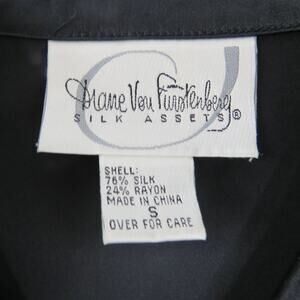 Diane Von Furstenberg
SILK ASSETS®
SHELL:
76% SILK
24% RAYON
MADE IN CHINA
S
OVER FOR CARE